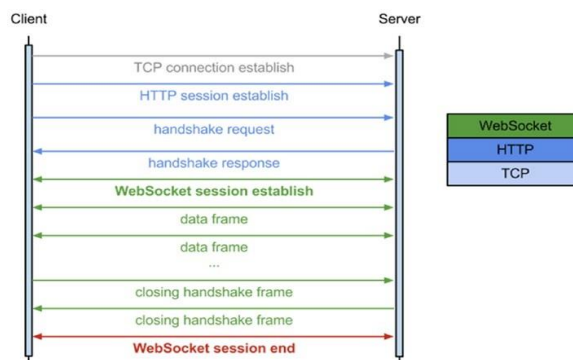 Client
Server
TCP connection establish
HTTP session establish
handshake request
handshake response
WebSocket session establish
data frame
data frame
...
closing handshake frame
closing handshake frame
WebSocket session end
WebSocket
HTTP
TCP